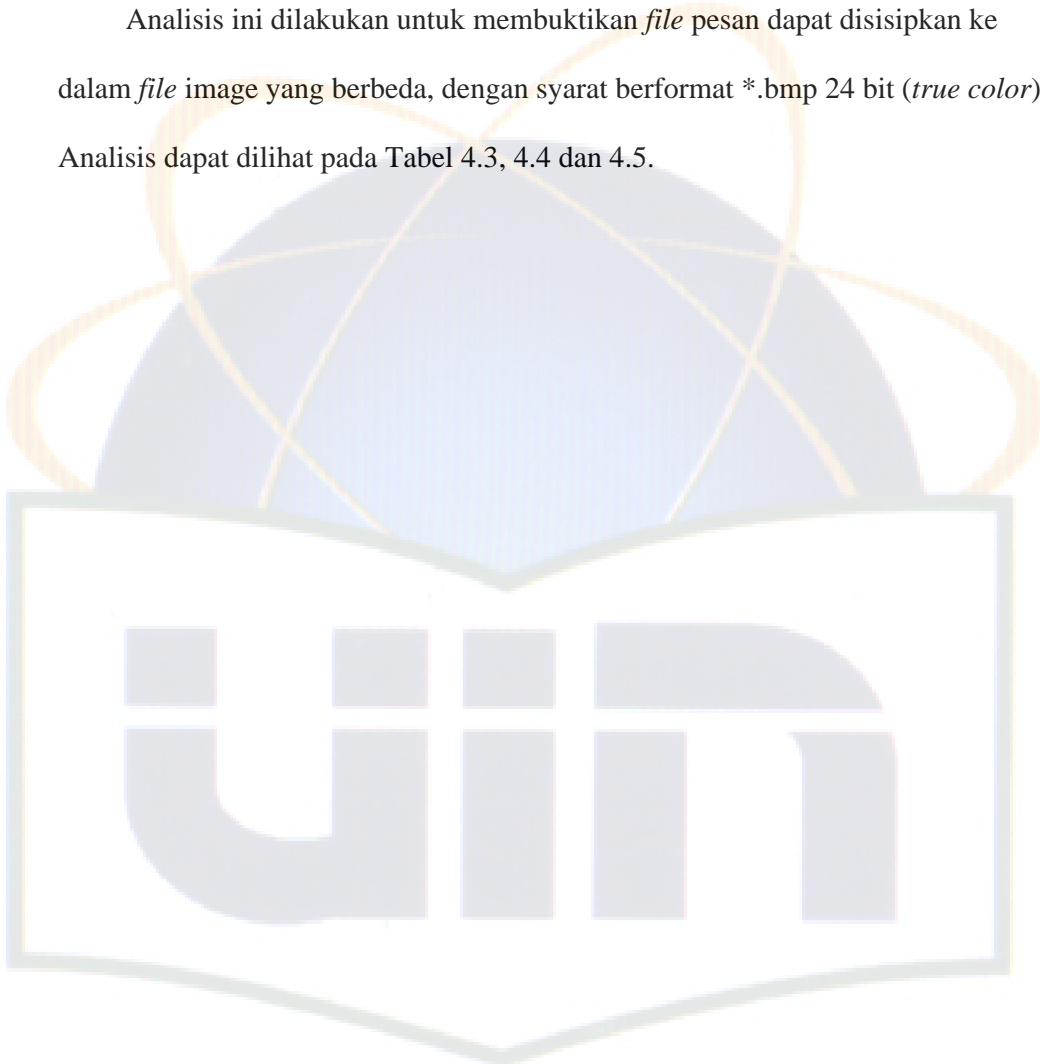 Analisis ini dilakukan untuk membuktikan file pesan dapat disisipkan ke
dalam file image yang berbeda, dengan syarat berformat *.bmp 24 bit (true color)
Analisis dapat dilihat pada Tabel 4.3, 4.4 dan 4.5.
uin